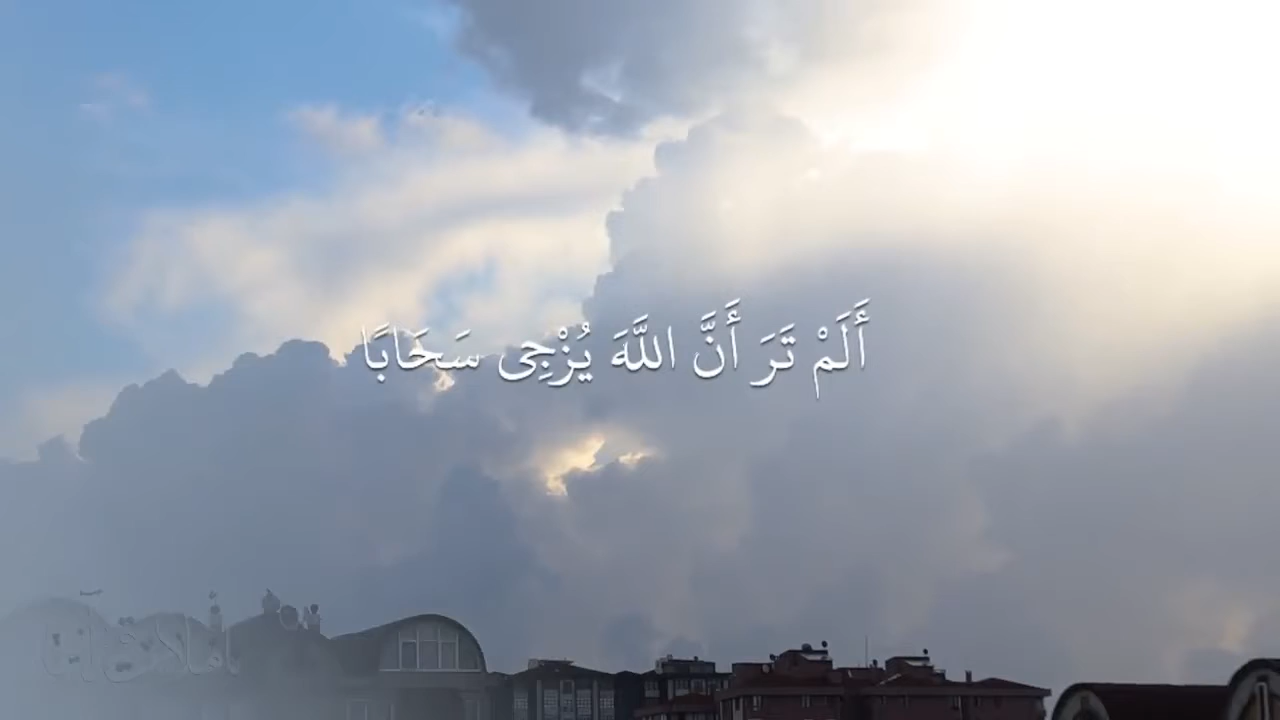 أَلَمْ تَرَ أَنَّ اللَّهَ يُزْجِى سَحَابًا